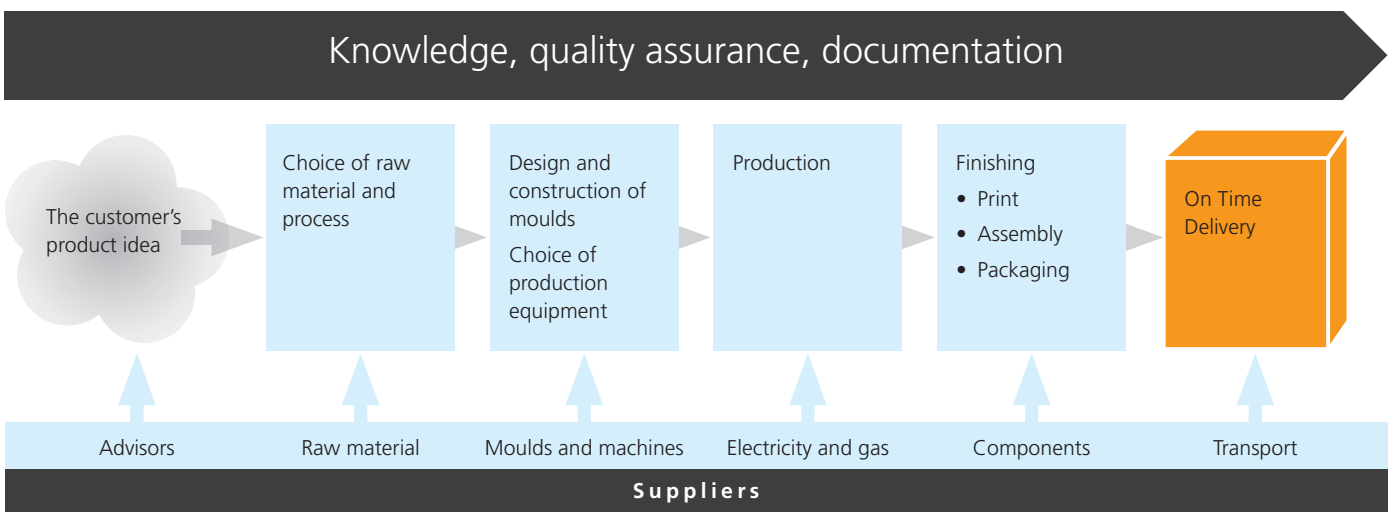 Knowledge, quality assurance, documentation
The customer's
product idea
Choice of raw
material and
process
Design and
construction of
moulds
Choice of
production
equipment
Production
Finishing
• Print
• Assembly
• Packaging
On Time
Delivery
Advisors
Raw material
Moulds and machines
Electricity and gas
Components
Transport
Suppliers